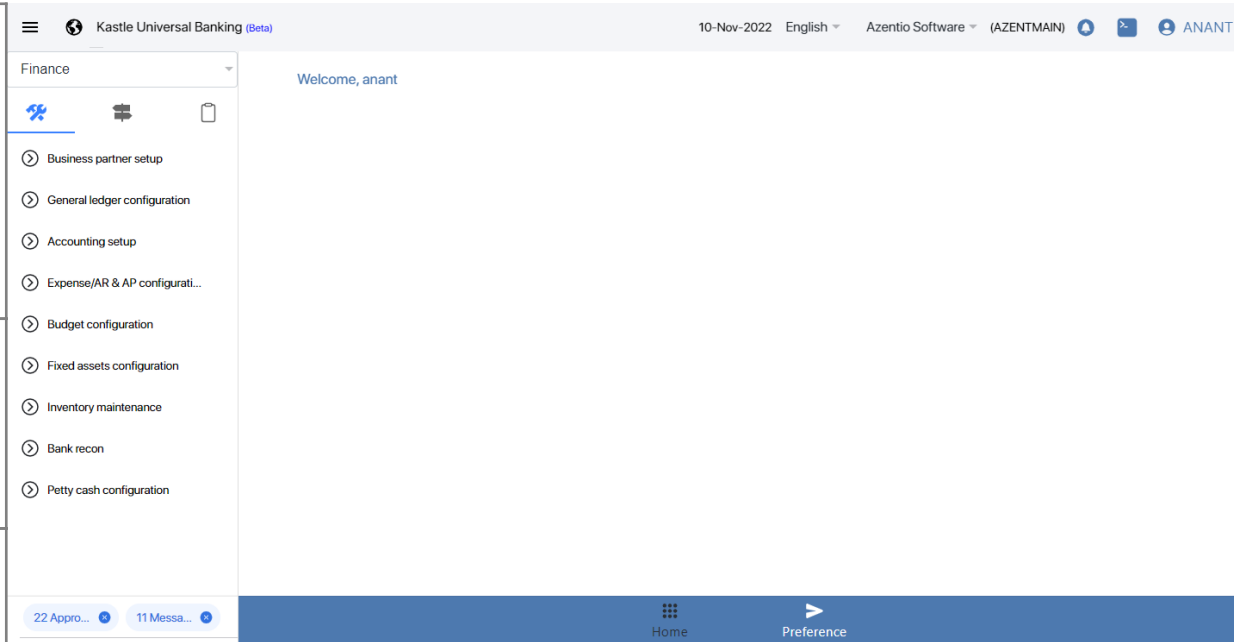 Kastle Universal Banking (Beta)
10-Nov-2022 English Azentio Software (AZENTMAIN) ANANT
Finance
Welcome, anant
Business partner setup
General ledger configuration
Accounting setup
Expense/AR & AP configurati...
Budget configuration
Fixed assets configuration
Inventory maintenance
Bank recon
Petty cash configuration
22 Appro... 11 Messa...
Home Preference